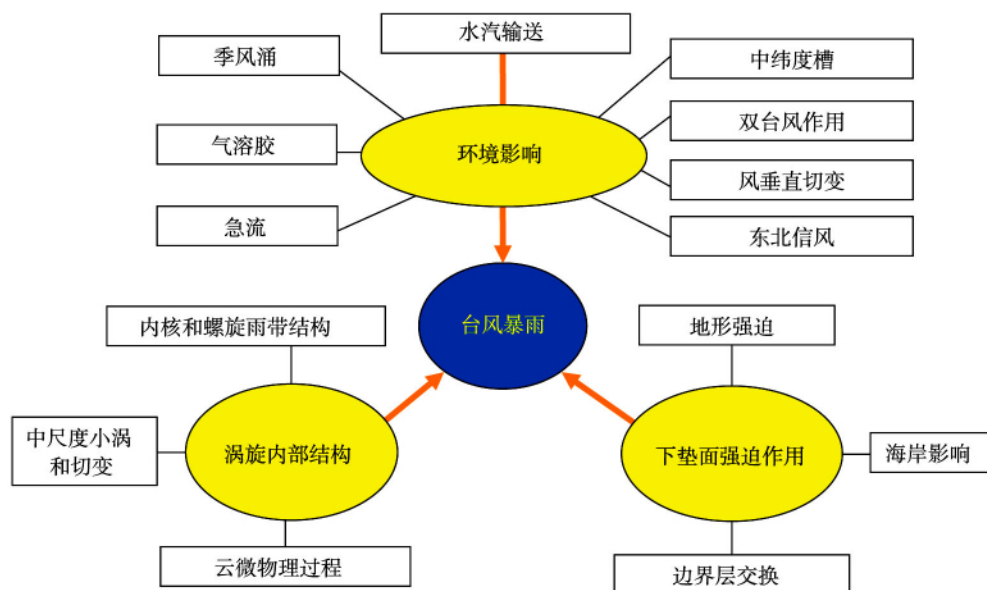 水汽输送
季风涌
中纬度槽
气溶胶
环境影响
双台风作用
风垂直切变
急流
东北信风
台风暴雨
内核和螺旋雨带结构
地形强迫
中尺度小涡
和切变
涡旋内部结构
下垫面强迫作用
海岸影响
云微物理过程
边界层交换